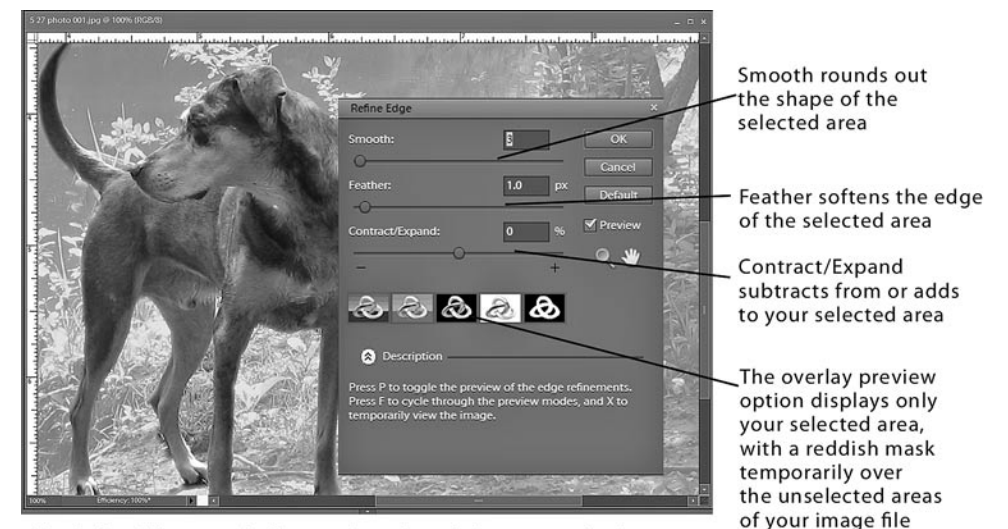 5 27 photo 001.jpg @ 100% (RGB/8)
Refine Edge
Smooth:
3
OK
Cancel
Feather:
1.0 px
Default
Contract/Expand:
0 %
Preview
− +
Description
Press P to toggle the preview of the edge refinements.
Press F to cycle through the preview modes, and X to
temporarily view the image.
100% Efficiency: 100%*
Smooth rounds out
the shape of the
selected area
Feather softens the edge
of the selected area
Contract/Expand
subtracts from or adds
to your selected area
The overlay preview
option displays only
your selected area,
with a reddish mask
temporarily over
the unselected areas
of your image file